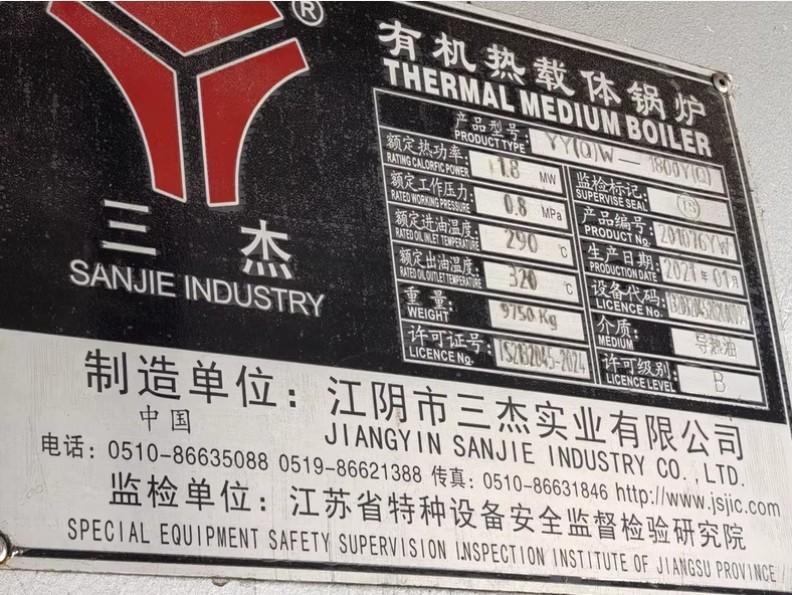 ®
三杰
SANJIE INDUSTRY
有机热载体锅炉
THERMAL MEDIUM BOILER
产品型号:
PRODUCT TYPE YY(Q)W—1800Y(Q)
额定热功率:
RATING CALORFIC POWER 1.8 MW
监检标记:
SUPERVISE SEAL
额定工作压力:
RATED WORKING PRESSURE 0.8 MPa
产品编号:
PRODUCT No. 201076YW
额定进油温度:
RATED OIL INLET TEMPERATURE 290 ℃
生产日期:
PRODUCTION DATE 2021年01月
额定出油温度:
RATED OIL OUTLET TEMPERATURE 320 ℃
设备代码:
LICENCE No.
重量:
WEIGHT 9750Kg
介质:
MEDIUM 导热油
许可证号:
LICENCE No. TS2132045-2024
许可级别:
LICENCE LEVEL B
制造单位：江阴市三杰实业有限公司
中国 JIANGYIN SANJIE INDUSTRY CO.,LTD.
电话：0510-86635088 0519-86621388 传真：0510-86631846 http://www.jsjic.com
监检单位：江苏省特种设备安全监督检验研究院
SPECIAL EQUIPMENT SAFETY SUPERVISION INSPECTION INSTITUTE OF JIANGSU PROVINCE